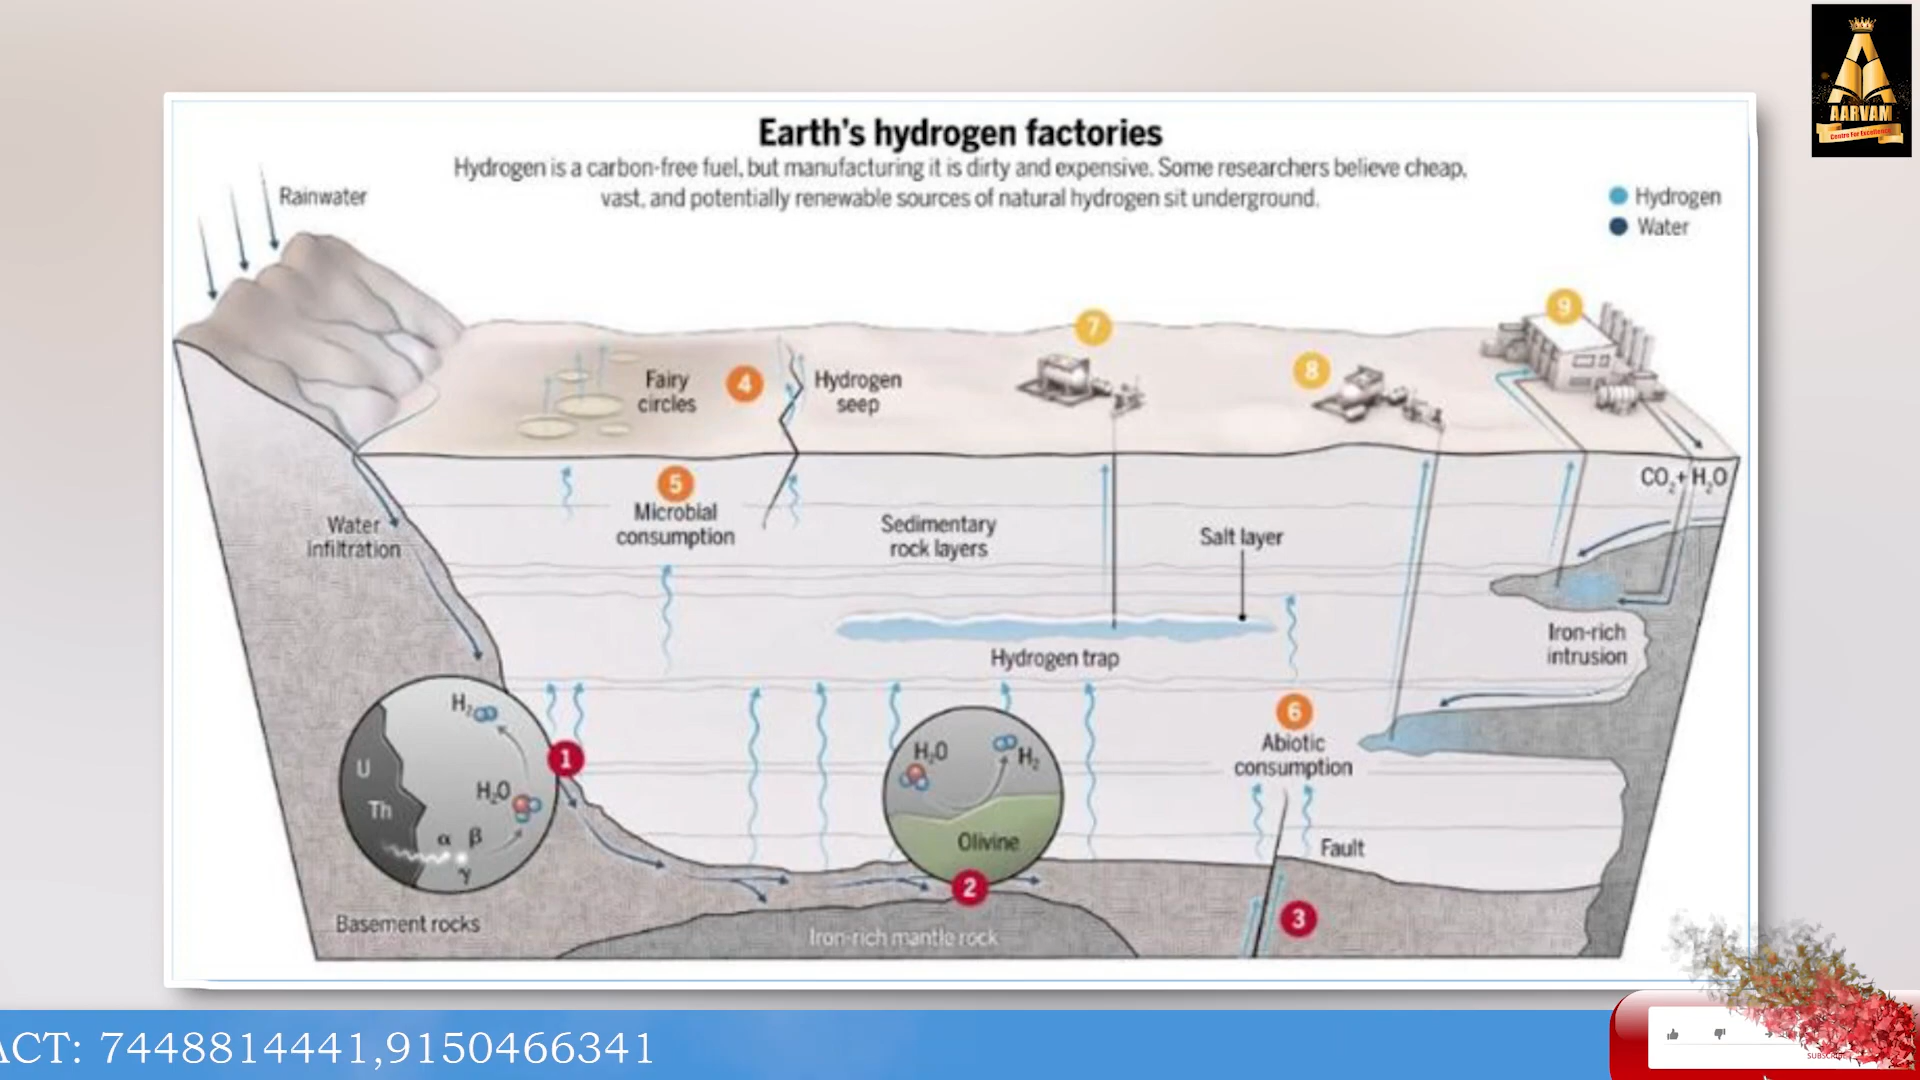 AARVAM
Centre For Excellence
Earth's hydrogen factories
Hydrogen is a carbon-free fuel, but manufacturing it is dirty and expensive. Some researchers believe cheap,
vast, and potentially renewable sources of natural hydrogen sit underground.
Rainwater
Hydrogen
Water
9
7
8
Fairy
circles
4
Hydrogen
seep
5
Microbial
consumption
CO₂+ H₂O
Water
infiltration
Sedimentary
rock layers
Salt layer
Iron-rich
intrusion
Hydrogen trap
H₂
U
Th
H₂O
α β
γ
1
H₂O
H₂
Olivine
2
6
Abiotic
consumption
Fault
3
Basement rocks
Iron-rich mantle rock
ACT: 7448814441,9150466341